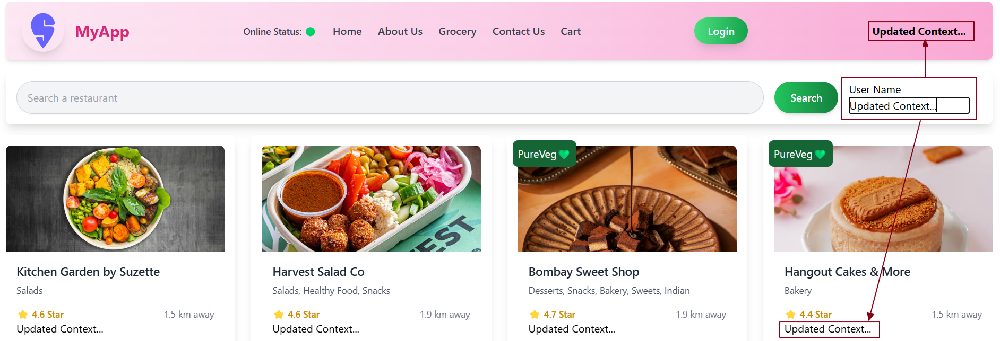 MyApp
Online Status:
Home
About Us
Grocery
Contact Us
Cart
Login
Updated Context...
Search a restaurant
Search
User Name
Updated Context...
PureVeg
PureVeg
VEST
Kitchen Garden by Suzette
Salads
4.6 Star
1.5 km away
Updated Context...
Harvest Salad Co
Salads, Healthy Food, Snacks
4.6 Star
1.9 km away
Updated Context...
Bombay Sweet Shop
Desserts, Snacks, Bakery, Sweets, Indian
4.7 Star
1.9 km away
Updated Context...
Hangout Cakes & More
Bakery
4.4 Star
1.5 km away
Updated Context...